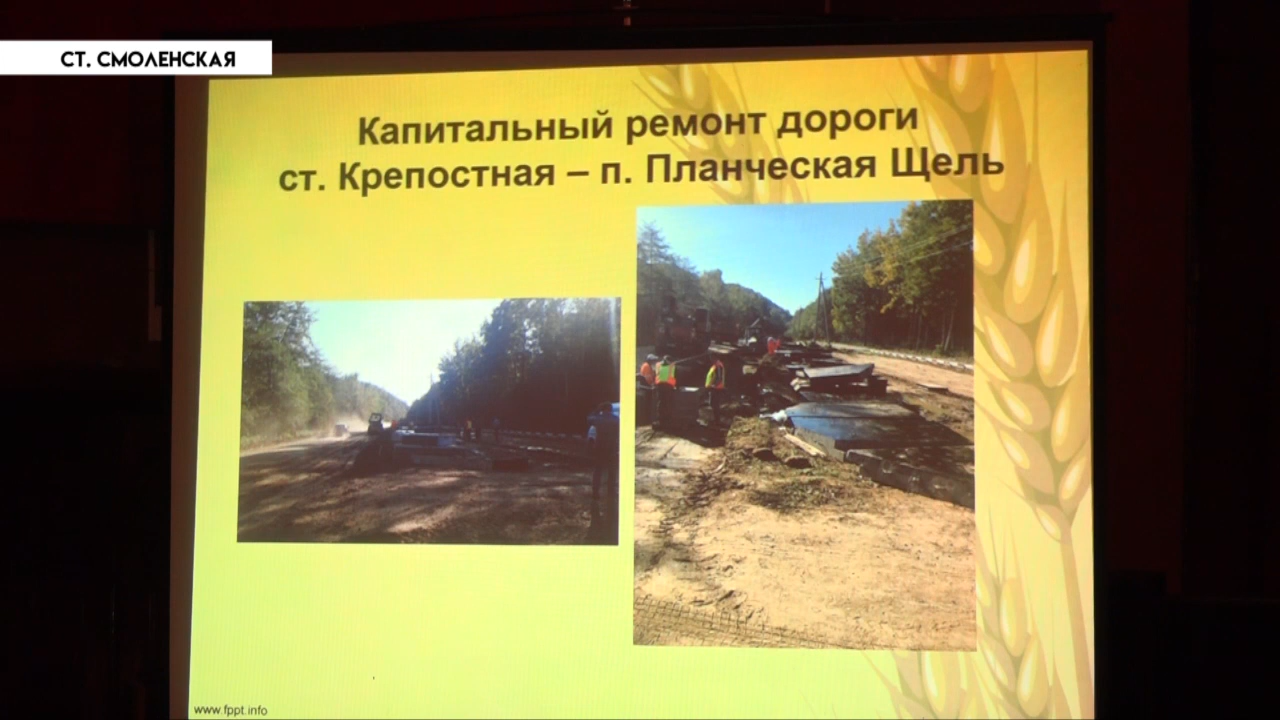 СТ. СМОЛЕНСКАЯ
Капитальный ремонт дороги
ст. Крепостная – п. Планческая Щель
www.fppt.info